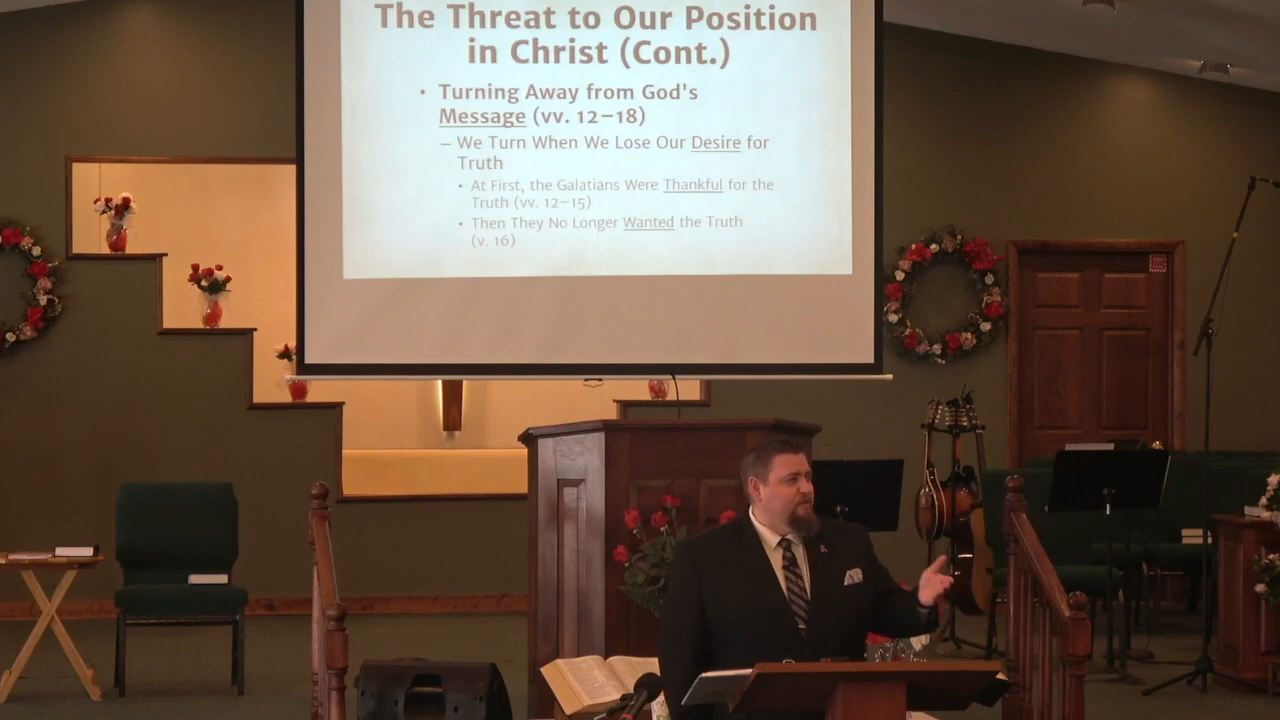 The Threat to Our Position
in Christ (Cont.)
• Turning Away from God's
Message (vv. 12–18)
– We Turn When We Lose Our Desire for
Truth
• At First, the Galatians Were Thankful for the
Truth (vv. 12–15)
• Then They No Longer Wanted the Truth
(v. 16)